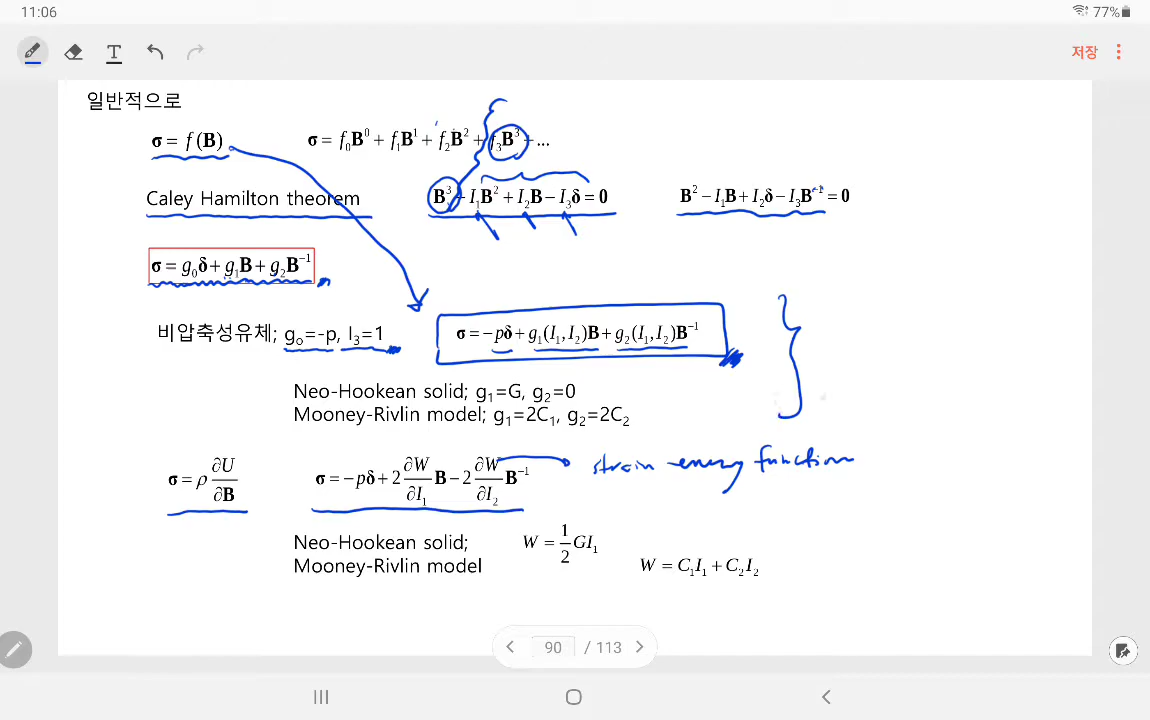 11:06
77%
T
저장
일반적으로
σ = f (B)
σ = f₀B⁰ + f₁B¹ + f₂B² + f₃B³ + ...
Caley Hamilton theorem
B³ − I₁B² + I₂B − I₃δ = 0
B² − I₁B + I₂δ − I₃B⁻¹ = 0
σ = g₀δ + g₁B + g₂B⁻¹
비압축성유체; g₀=-p, I₃=1
σ = −pδ + g₁(I₁, I₂)B + g₂(I₁, I₂)B⁻¹
Neo-Hookean solid; g₁=G, g₂=0
Mooney-Rivlin model; g₁=2C₁, g₂=2C₂
σ = ρ ∂U/∂B
σ = −pδ + 2 ∂W/∂I₁ B − 2 ∂W/∂I₂ B⁻¹
strain energy function
Neo-Hookean solid; W = 1/2 GI₁
Mooney-Rivlin model W = C₁I₁ + C₂I₂
90 / 113